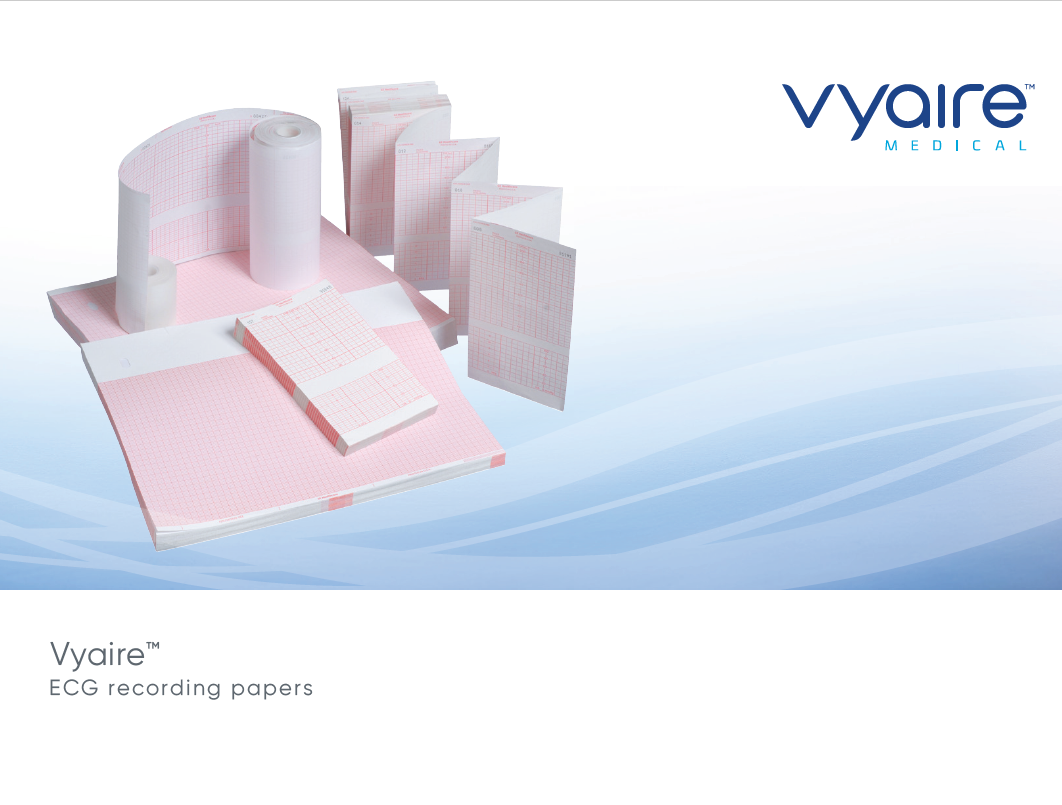 vyaire™
MEDICAL
Vyaire™
ECG recording papers